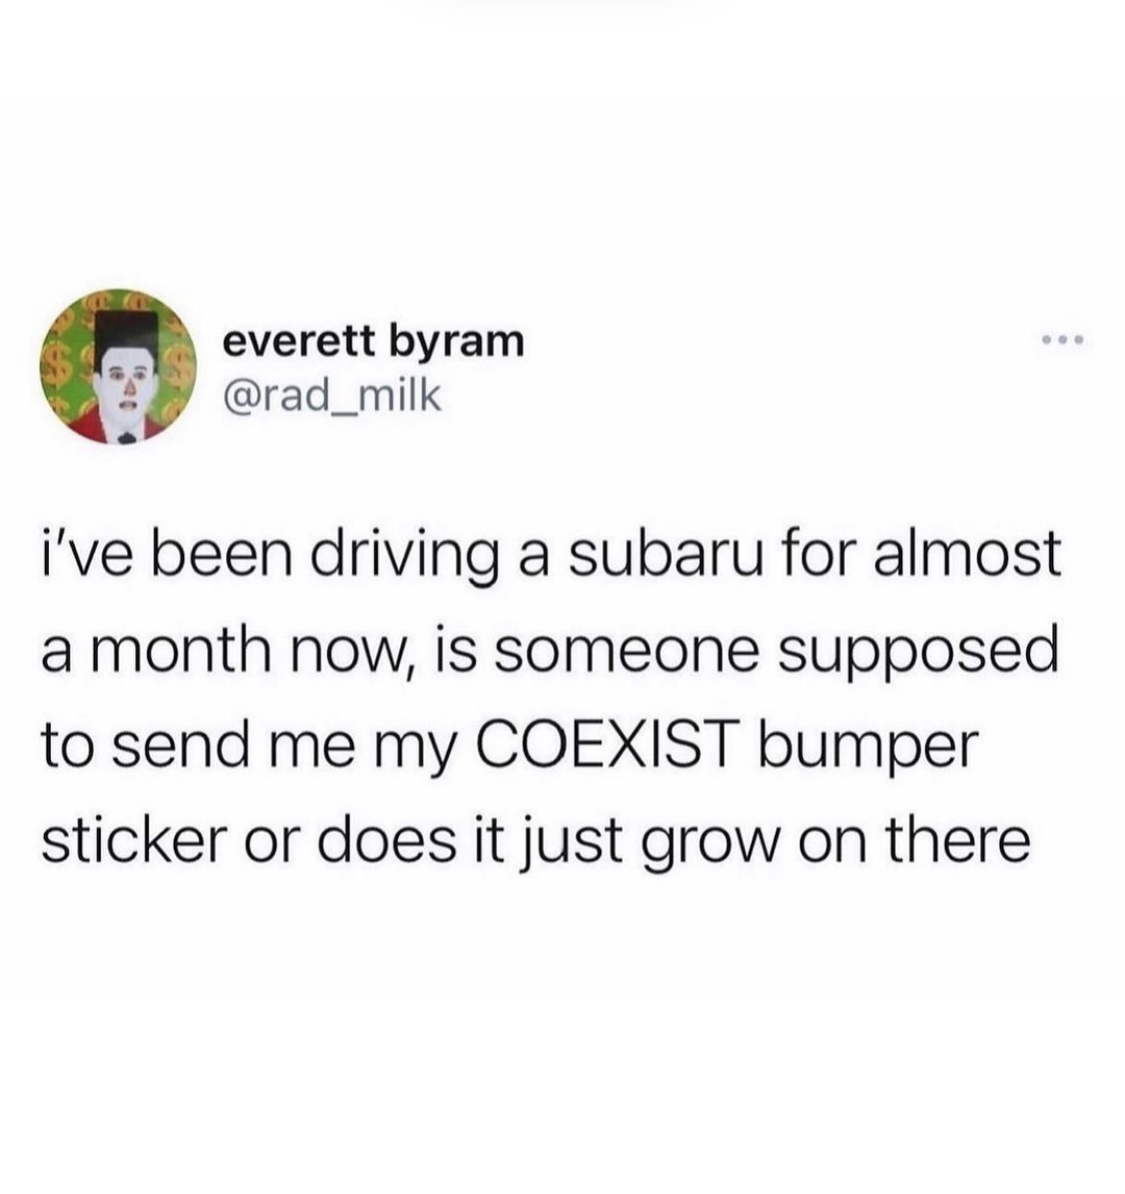 everett byram
@rad_milk
i've been driving a subaru for almost
a month now, is someone supposed
to send me my COEXIST bumper
sticker or does it just grow on there